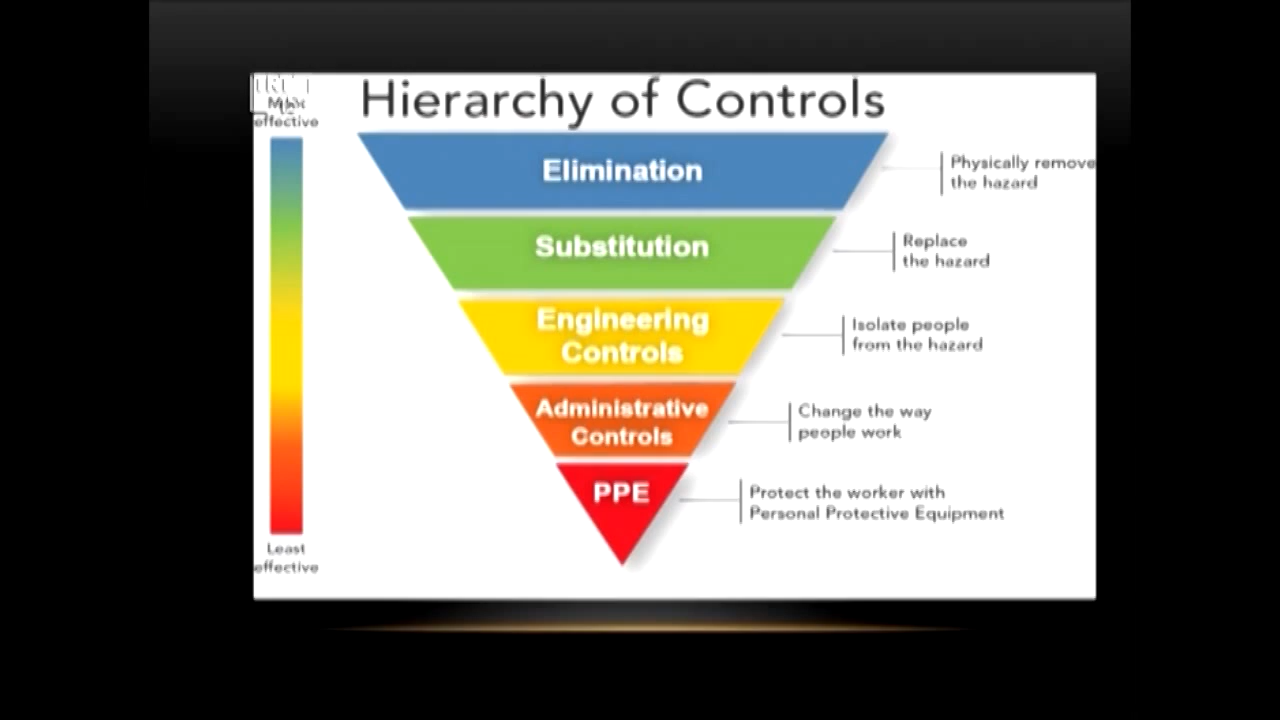 Hierarchy of Controls
effective
Elimination
Physically remove
the hazard
Substitution
Replace
the hazard
Engineering
Controls
Isolate people
from the hazard
Administrative
Controls
Change the way
people work
PPE
Protect the worker with
Personal Protective Equipment
Least
effective